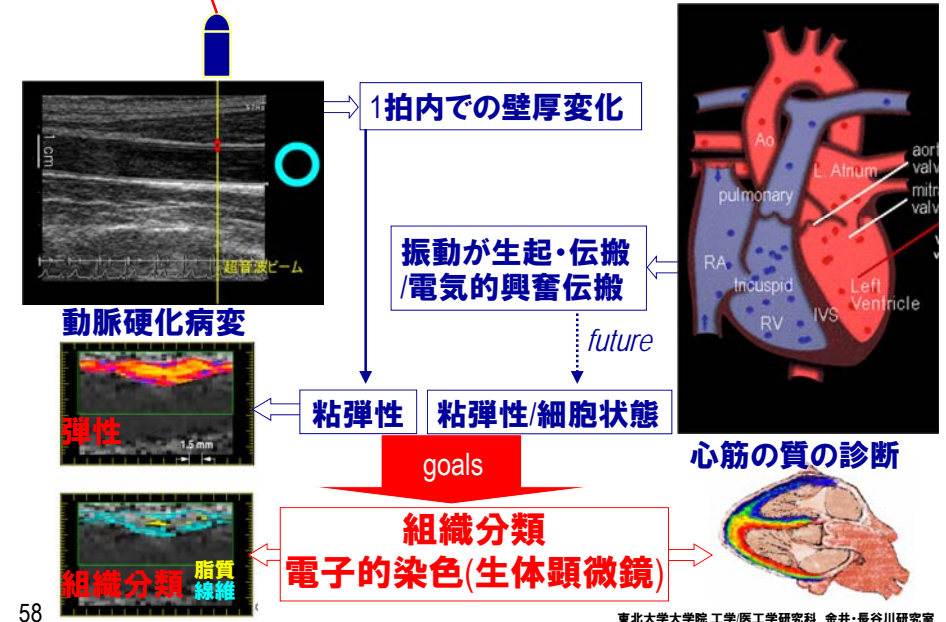 1拍内での壁厚変化
1 cm
超音波ビーム
動脈硬化病変
振動が生起・伝搬
/電気的興奮伝搬
future
Ao
L. Atrium
pulmonary
RA
tricuspid
RV
IVS
Left
Ventricle
aort
valv
mitra
valv
弾性
1.5 mm
粘弾性
粘弾性/細胞状態
goals
心筋の質の診断
組織分類
脂質
線維
組織分類
電子的染色(生体顕微鏡)
58
東北大学大学院 工学/医工学研究科 金井・長谷川研究室